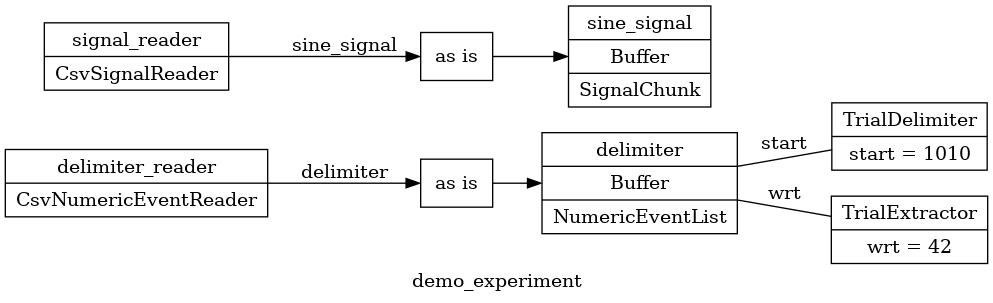 signal_reader
CsvSignalReader
sine_signal
as is
sine_signal
Buffer
SignalChunk
delimiter_reader
CsvNumericEventReader
delimiter
as is
delimiter
Buffer
NumericEventList
start
TrialDelimiter
start = 1010
wrt
TrialExtractor
wrt = 42
demo_experiment